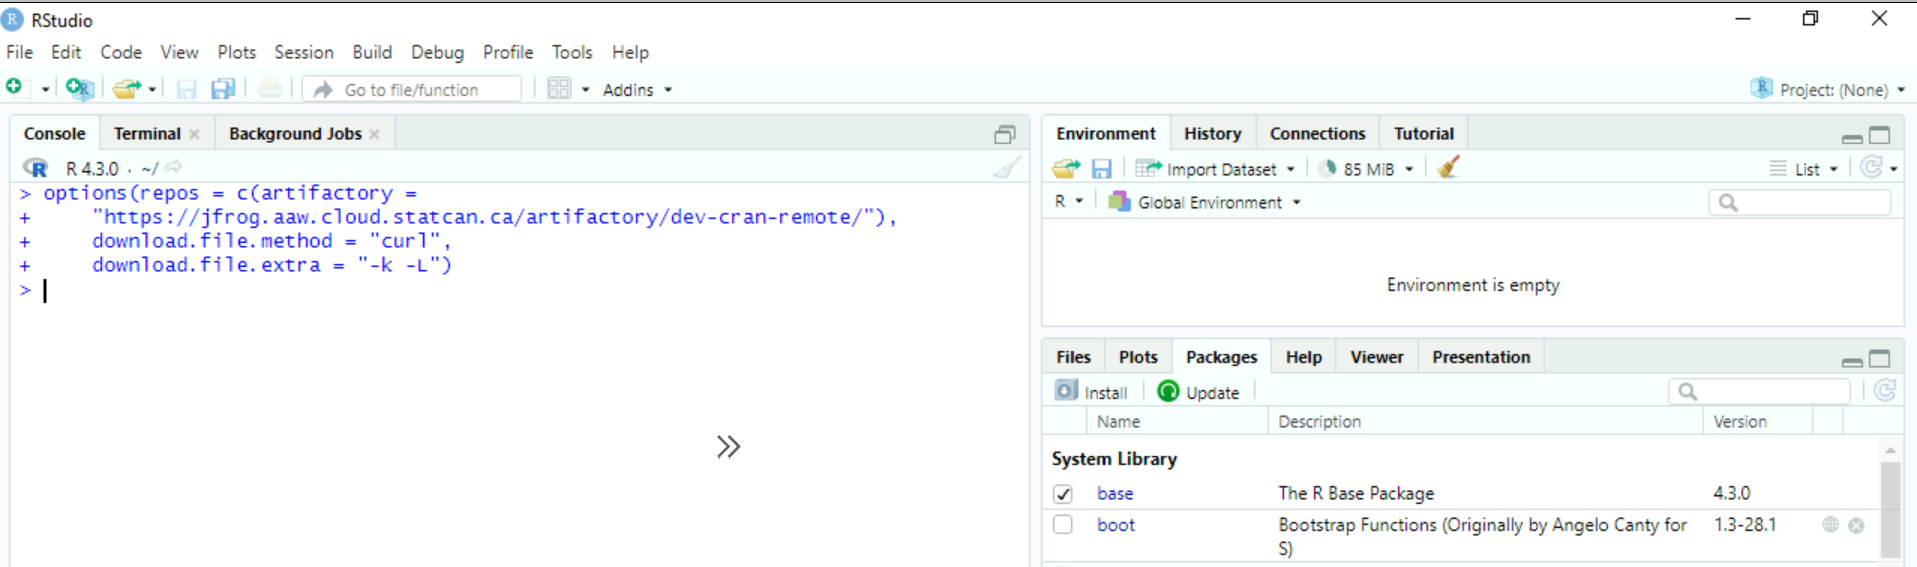 RStudio
File Edit Code View Plots Session Build Debug Profile Tools Help
Go to file/function Addins Project: (None)
Console Terminal Background Jobs
R 4.3.0 · ~/
> options(repos = c(artifactory =
+     "https://jfrog.aaw.cloud.statcan.ca/artifactory/dev-cran-remote/"),
+     download.file.method = "curl",
+     download.file.extra = "-k -L")
>
Environment History Connections Tutorial
Import Dataset 85 MiB List
R Global Environment
Environment is empty
Files Plots Packages Help Viewer Presentation
Install Update
Name Description Version
System Library
base The R Base Package 4.3.0
boot Bootstrap Functions (Originally by Angelo Canty for 1.3-28.1
S)